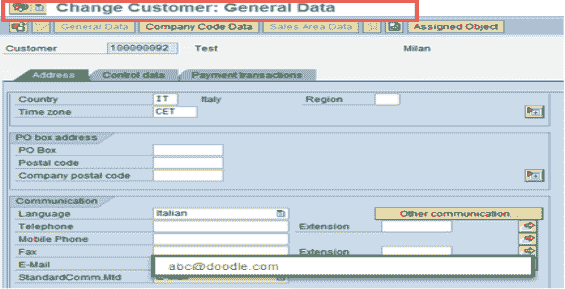 Change Customer: General Data
General Data Company Code Data Sales Area Data Assigned Object
Customer 100000092 Test Milan
Address Control data Payment transactions
Country IT Italy Region
Time zone CET
PO box address
PO Box
Postal code
Company postal code
Communication
Language Italian Other communication...
Telephone Extension
Mobile Phone
Fax Extension
E-Mail abc@doodle.com
StandardComm.Mtd